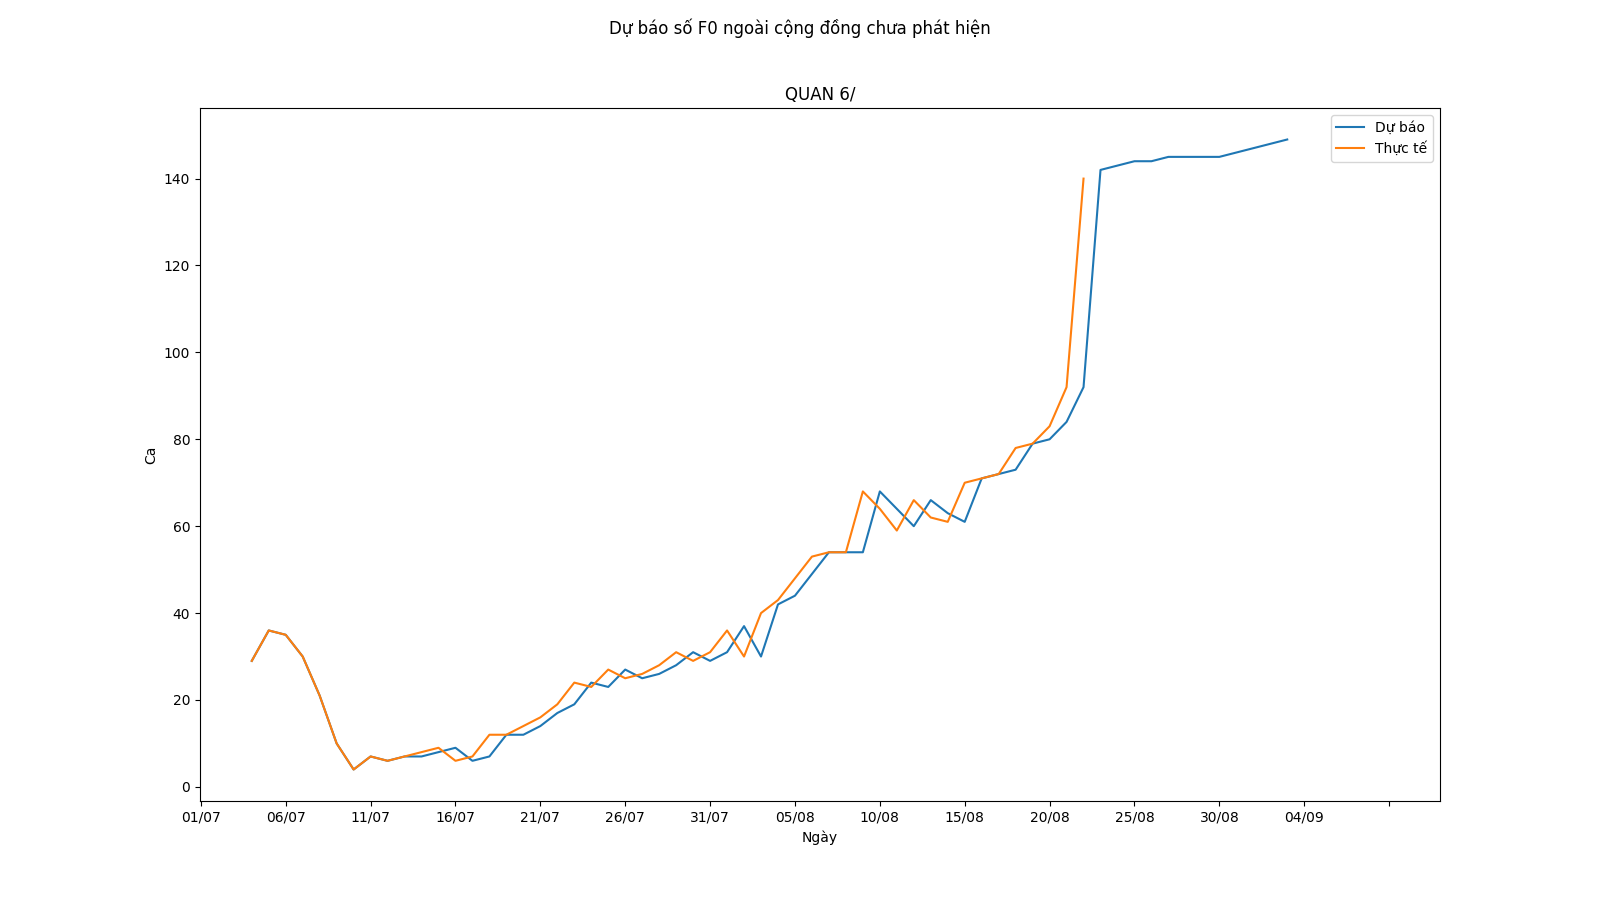 Dự báo số F0 ngoài cộng đồng chưa phát hiện
QUAN 6/
Dự báo
Thực tế
140
120
100
80
60
40
20
0
Ca
01/07 06/07 11/07 16/07 21/07 26/07 31/07 05/08 10/08 15/08 20/08 25/08 30/08 04/09
Ngày